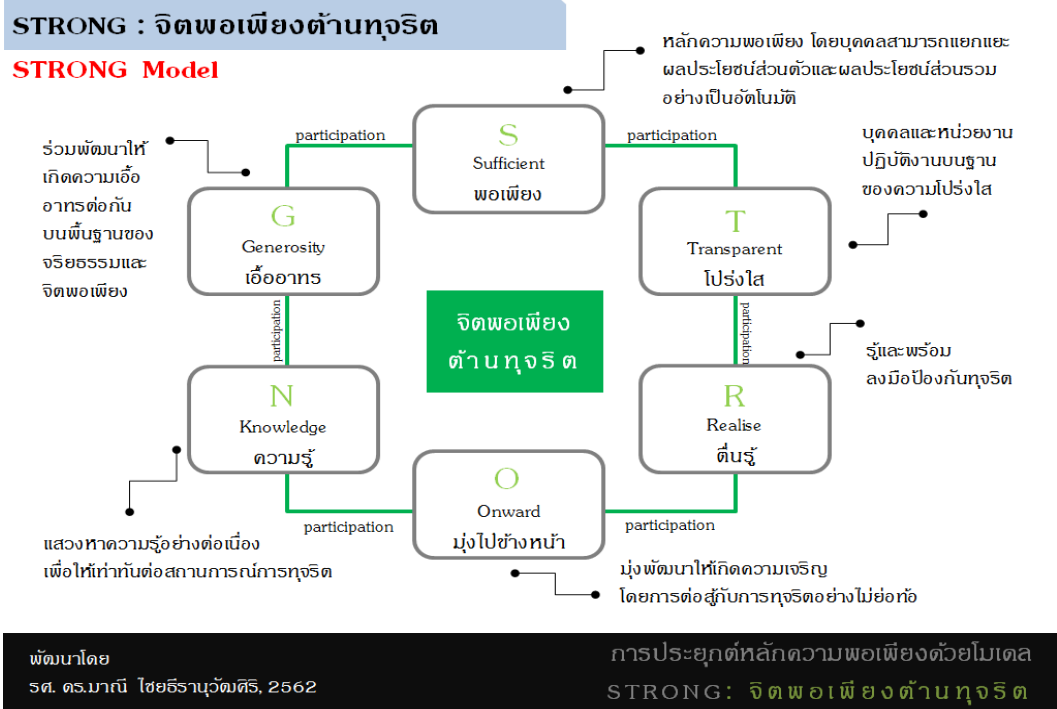 STRONG : จิตพอเพียงต้านทุจริต
STRONG Model
หลักความพอเพียง โดยบุคคลสามารถแยกแยะ
ผลประโยชน์ส่วนตัวและผลประโยชน์ส่วนรวม
อย่างเป็นอัตโนมัติ
participation
S
Sufficient
พอเพียง
participation
บุคคลและหน่วยงาน
ปฏิบัติงานบนฐาน
ของความโปร่งใส
ร่วมพัฒนาให้
เกิดความเอื้อ
อาทรต่อกัน
บนพื้นฐานของ
จริยธรรมและ
จิตพอเพียง
G
Generosity
เอื้ออาทร
T
Transparent
โปร่งใส
participation
จิตพอเพียง
ต้านทุจริต
participation
รู้และพร้อม
ลงมือป้องกันทุจริต
N
Knowledge
ความรู้
R
Realise
ตื่นรู้
O
Onward
มุ่งไปข้างหน้า
participation
participation
แสวงหาความรู้อย่างต่อเนื่อง
เพื่อให้เท่าทันต่อสถานการณ์การทุจริต
มุ่งพัฒนาให้เกิดความเจริญ
โดยการต่อสู้กับการทุจริตอย่างไม่ย่อท้อ
พัฒนาโดย
รศ. ดร.มาณี ไชยธีรานุวัฒศิริ, 2562
การประยุกต์หลักความพอเพียงด้วยโมเดล
STRONG: จิตพอเพียงต้านทุจริต